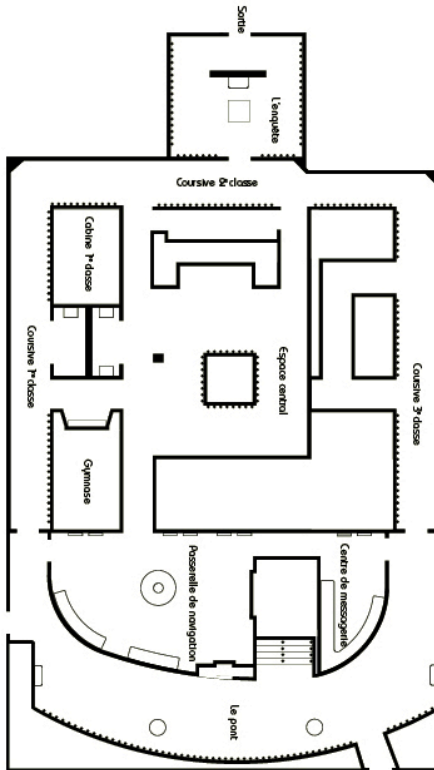 Sortie
L'enquête
Coursive 2e classe
Cabine 1re classe
Coursive 1re classe
Espace central
Coursive 3e classe
Gymnase
Passerelle de navigation
Centre de messagerie
le pont